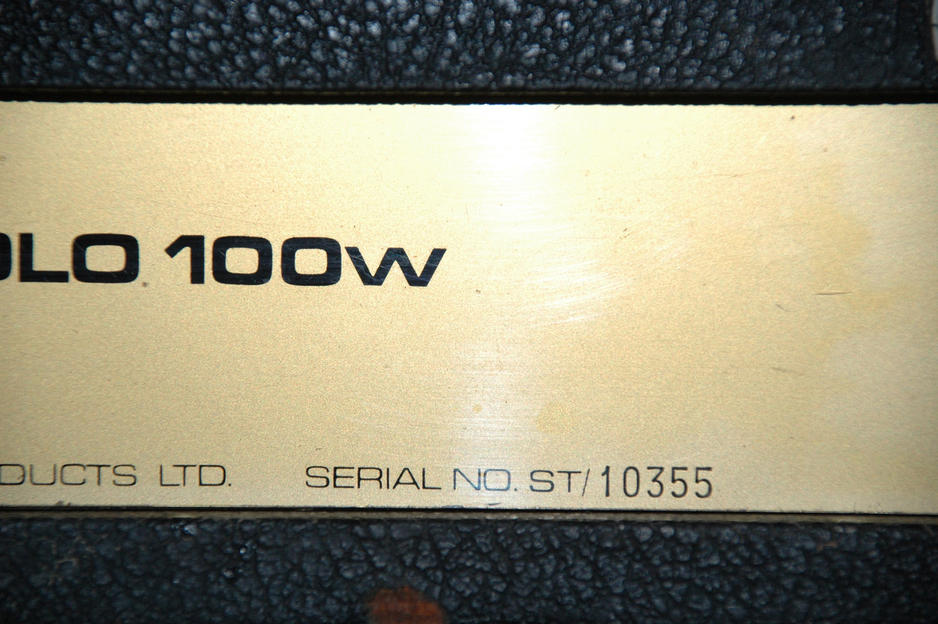 OLO 100W
DUCTS LTD. SERIAL NO. ST/10355